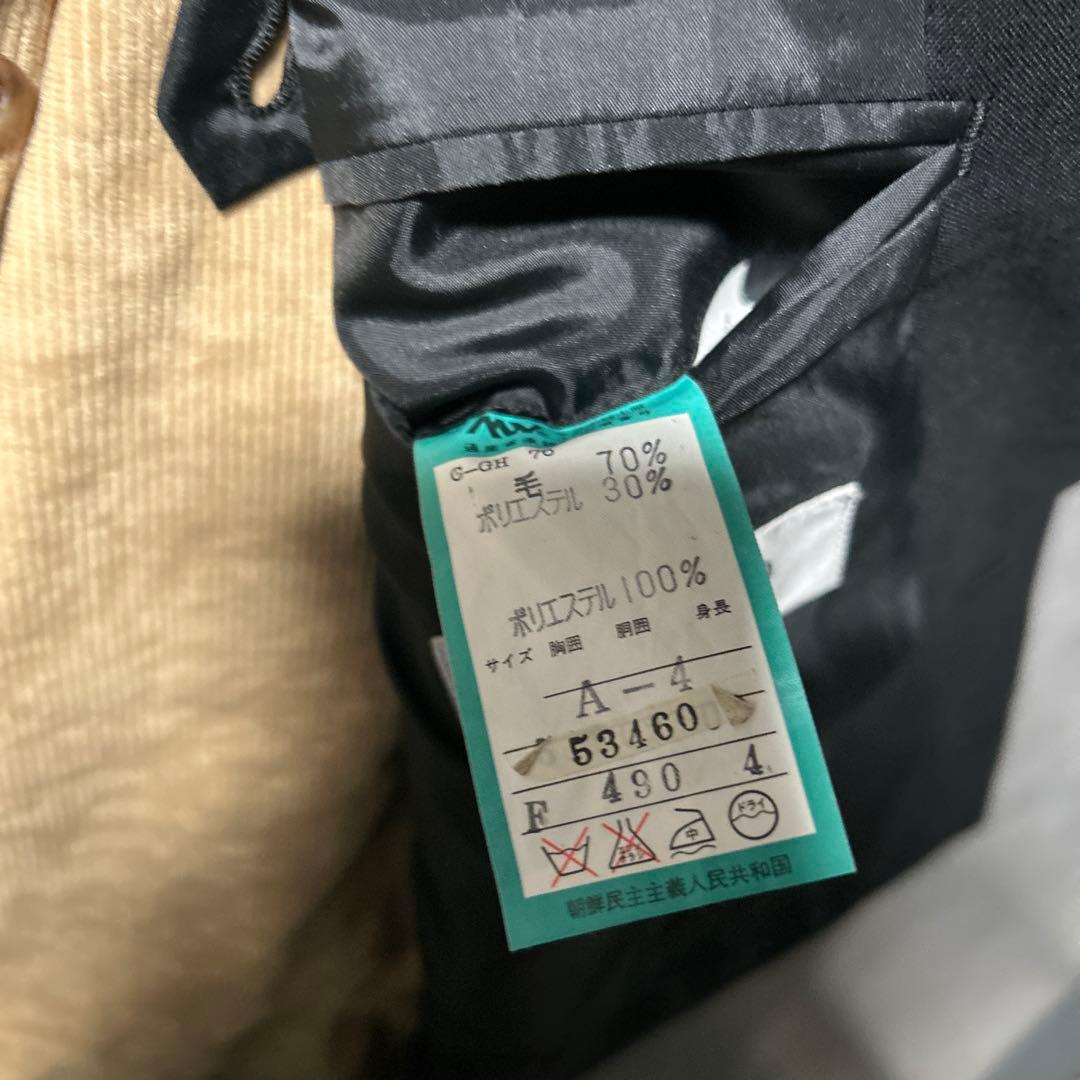 C-GH 70
毛 70%
ポリエステル 30%
ポリエステル 100%
サイズ 胸囲 胴囲 身長
A-4
53460
F 490 4
中 ドライ
朝鮮民主主義人民共和国